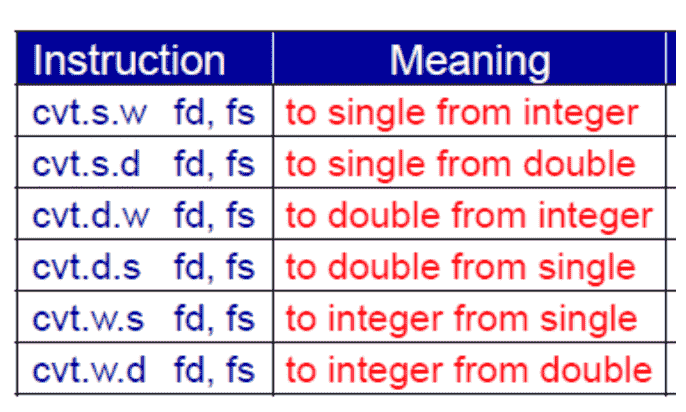 Instruction Meaning
cvt.s.w fd, fs to single from integer
cvt.s.d fd, fs to single from double
cvt.d.w fd, fs to double from integer
cvt.d.s fd, fs to double from single
cvt.w.s fd, fs to integer from single
cvt.w.d fd, fs to integer from double